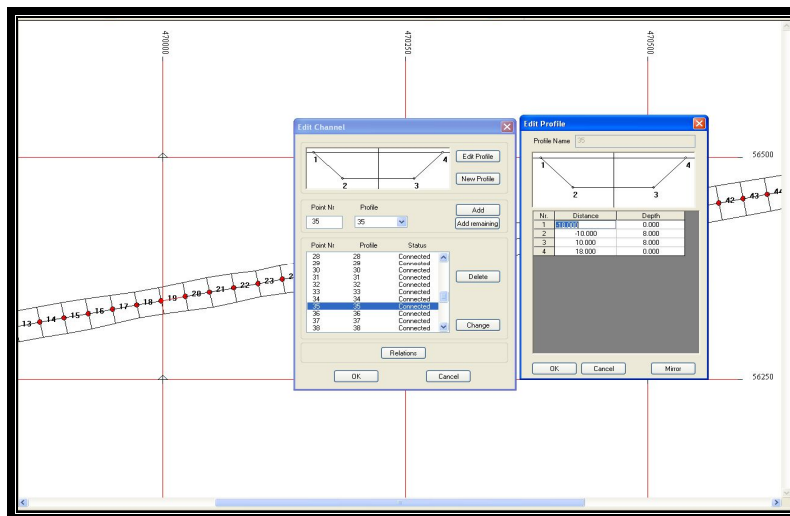 470000
470250
470500
56500
56250
13 14 15 16 17 18 19 20 21 22 23 2
42 43 44
Edit Channel
1 2 3 4
Edit Profile
New Profile
Point Nr Profile
35 35
Add
Add remaining
Point Nr Profile Status
28 28 Connected
29 29 Connected
30 30 Connected
31 31 Connected
32 32 Connected
33 33 Connected
34 34 Connected
35 35 Connected
36 36 Connected
37 37 Connected
38 38 Connected
Delete
Change
Relations
OK Cancel
Edit Profile
Profile Name 35
1 2 3 4
Nr. Distance Depth
1 -18.000 0.000
2 -10.000 8.000
3 10.000 8.000
4 18.000 0.000
OK Cancel Mirror